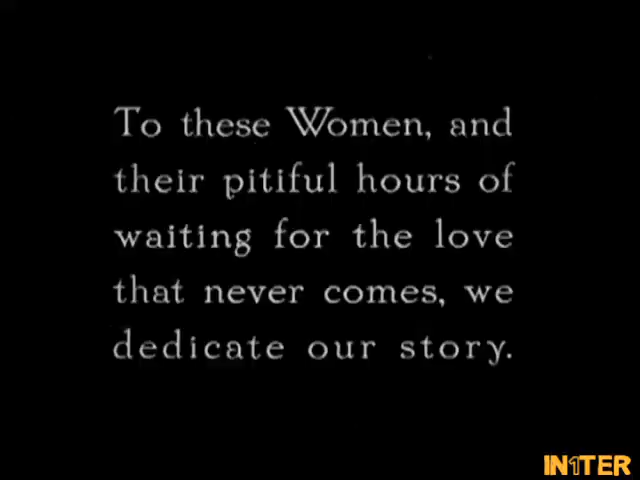 To these Women, and
their pitiful hours of
waiting for the love
that never comes, we
dedicate our story.
IN1TER